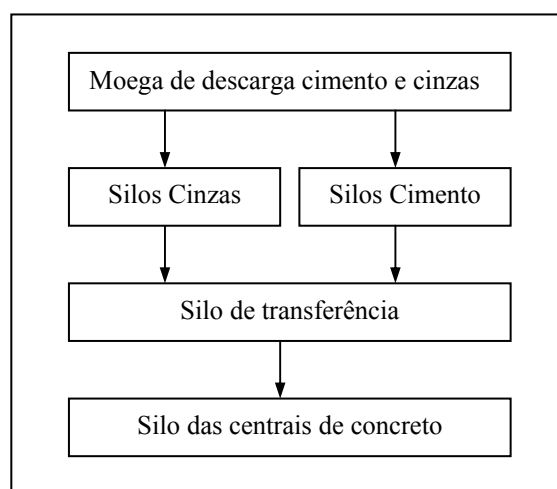 Moega de descarga cimento e cinzas
Silos Cinzas
Silos Cimento
Silo de transferência
Silo das centrais de concreto